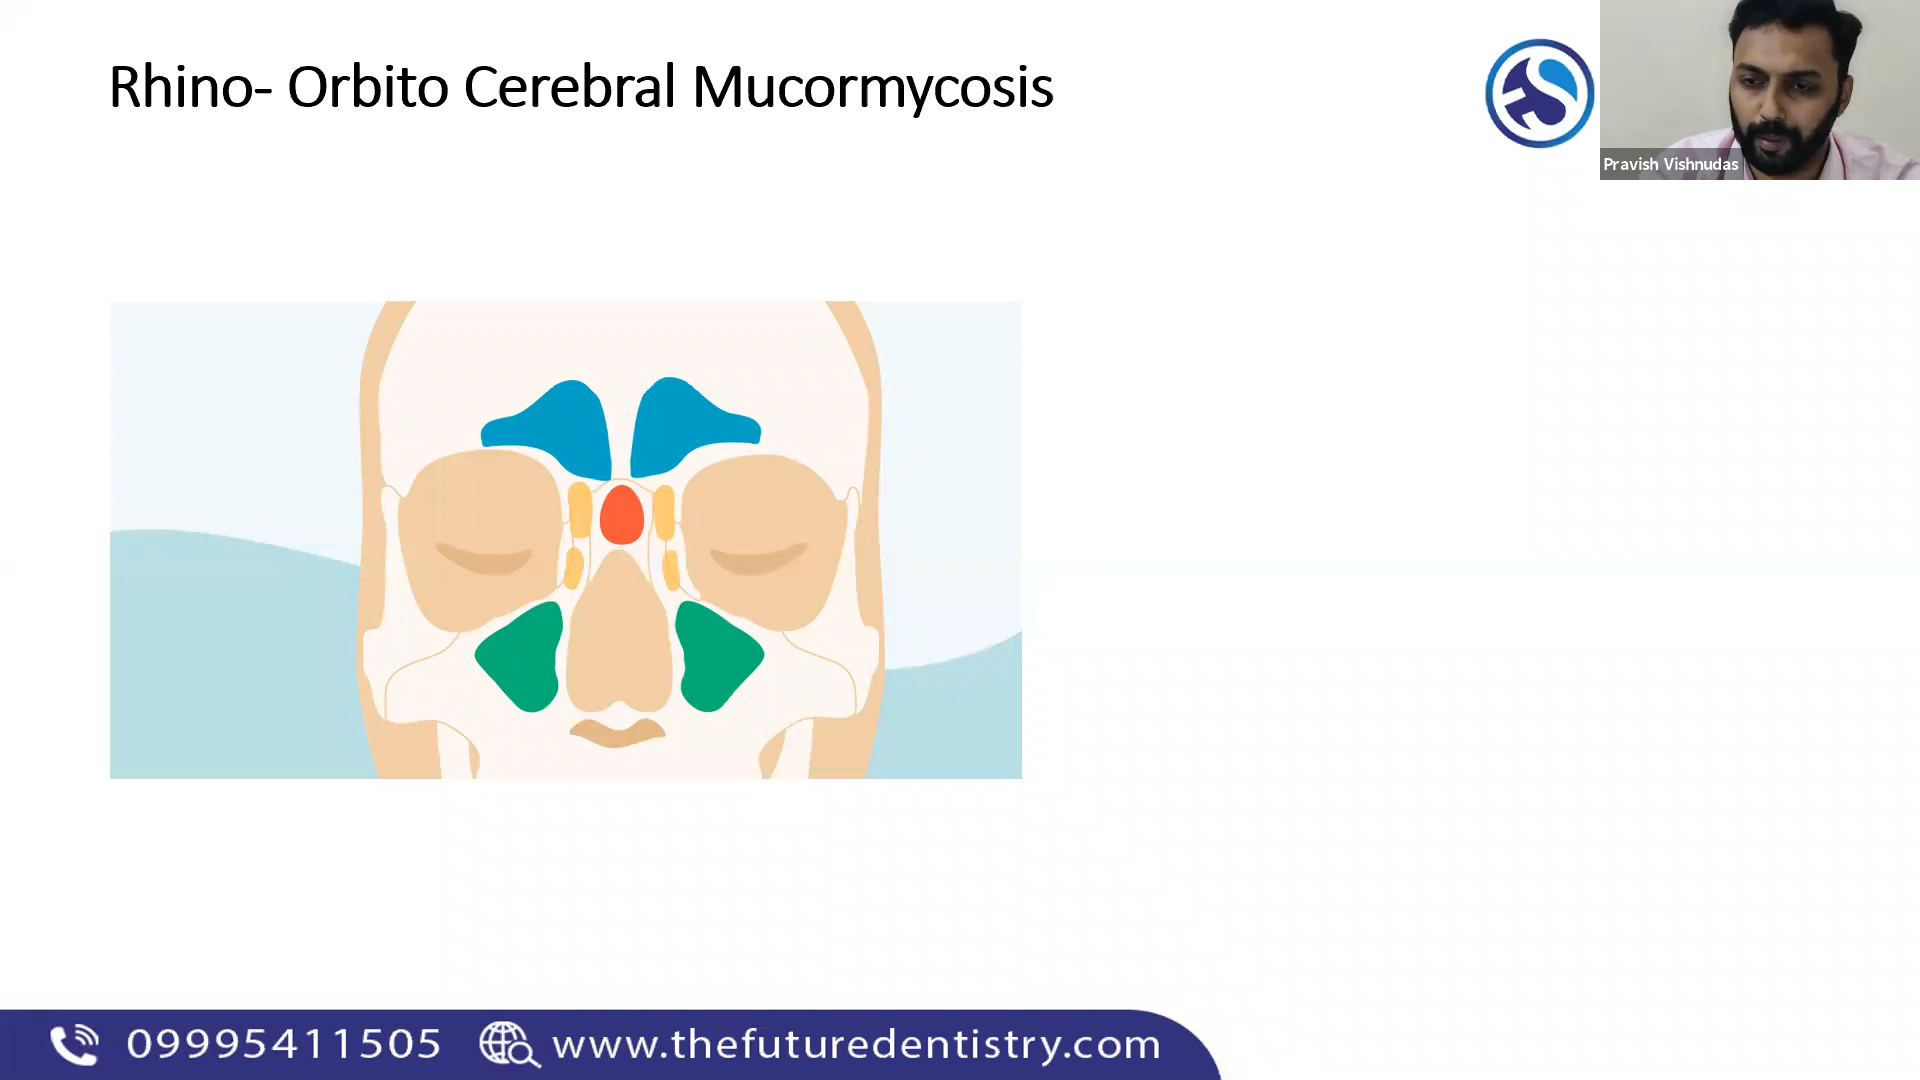 Rhino- Orbito Cerebral Mucormycosis
Pravish Vishnudas
09995411505
www.thefuturedentistry.com